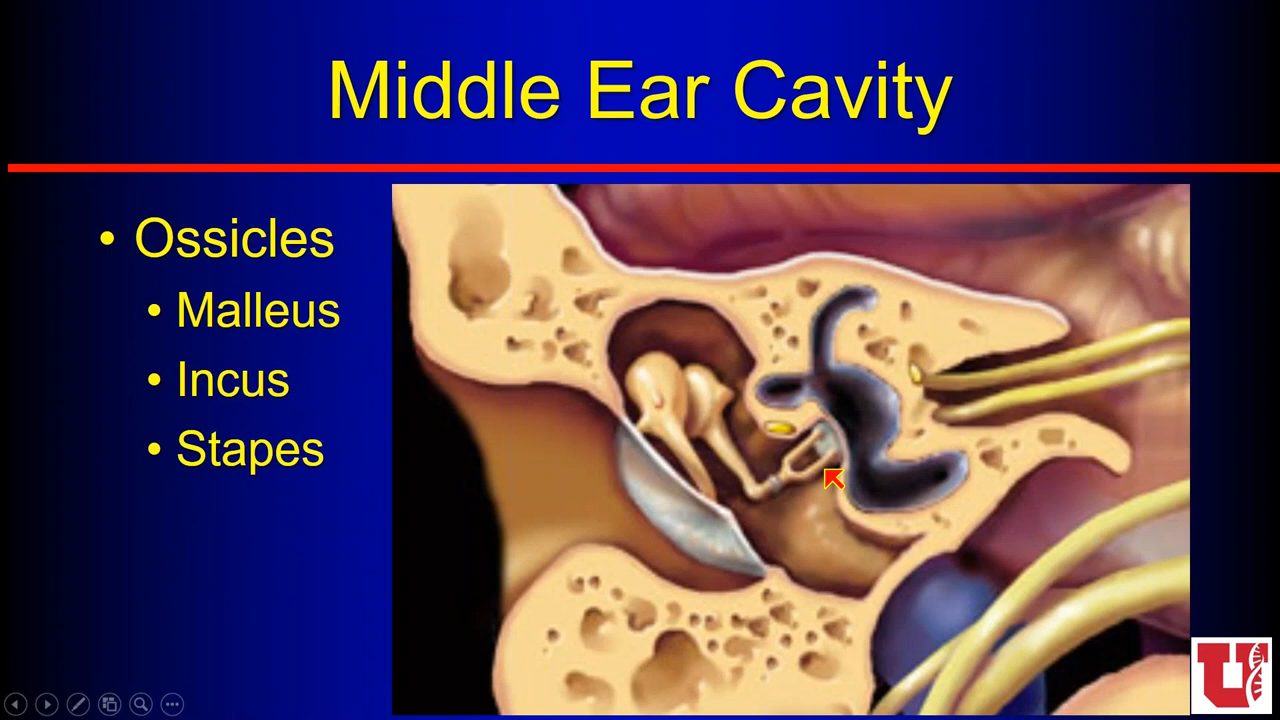 Middle Ear Cavity
• Ossicles
• Malleus
• Incus
• Stapes
U